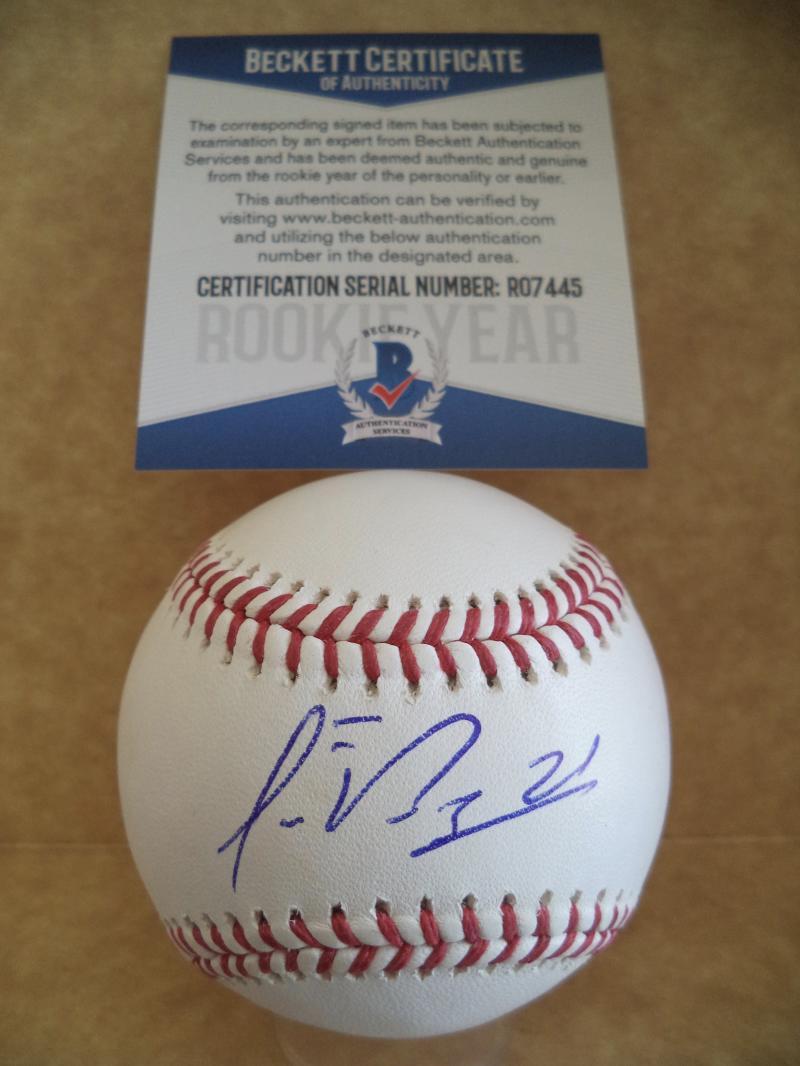 BECKETT CERTIFICATE
OF AUTHENTICITY
The corresponding signed item has been subjected to
examination by an expert from Beckett Authentication
Services and has been deemed authentic and genuine
from the rookie year of the personality or earlier.
This authentication can be verified by
visiting www.beckett-authentication.com
and utilizing the below authentication
number in the designated area.
CERTIFICATION SERIAL NUMBER: R07445
ROOKIE YEAR
BECKETT
B
AUTHENTICATION
SERVICES
21